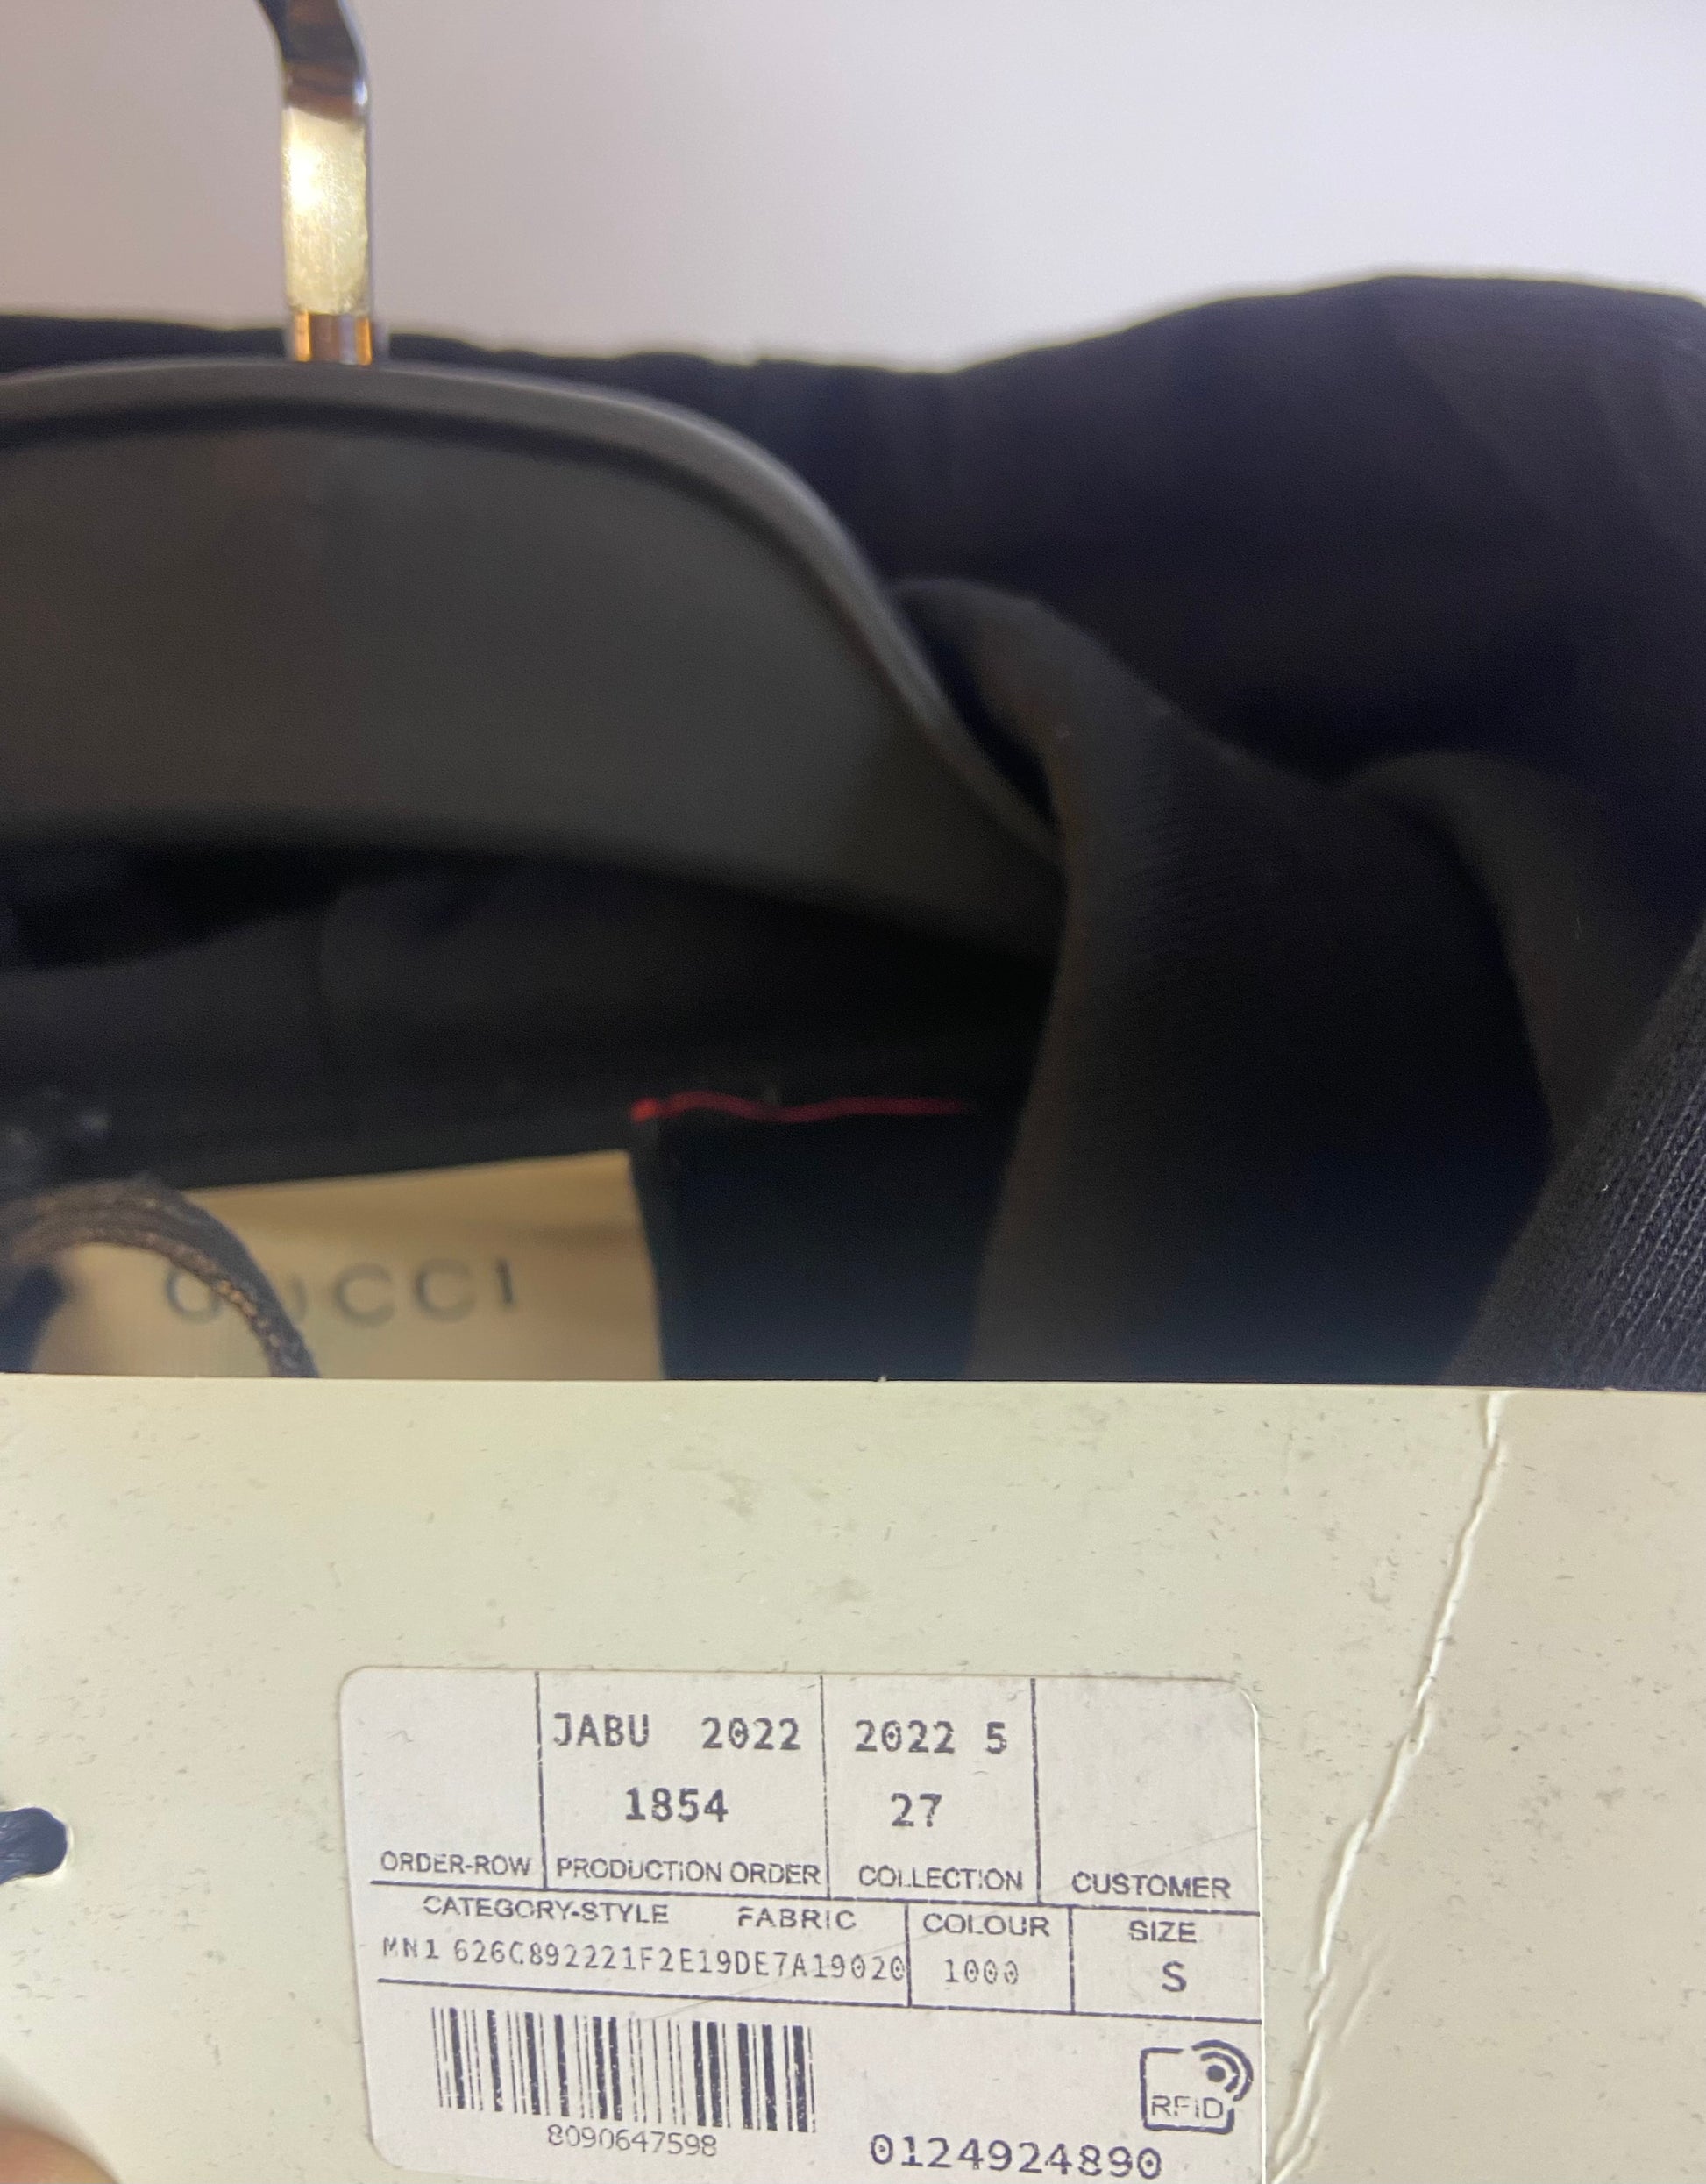 GUCCI
JABU 2022 2022 5
1854 27
ORDER-ROW PRODUCTION ORDER COLLECTION CUSTOMER
CATEGORY-STYLE FABRIC COLOUR SIZE
MN1 626C892221F2E19DE7A19020 1000 S
RFID
8090647598 0124924890